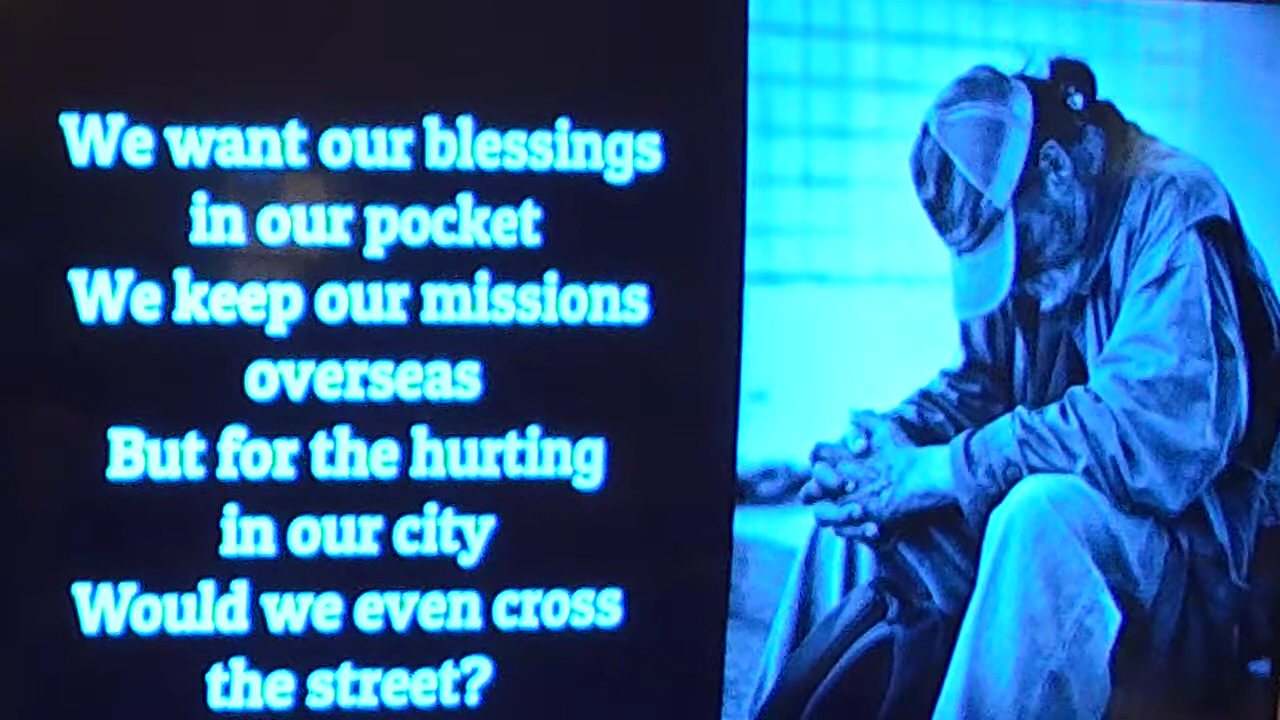 We want our blessings
in our pocket
We keep our missions
overseas
But for the hurting
in our city
Would we even cross
the street?